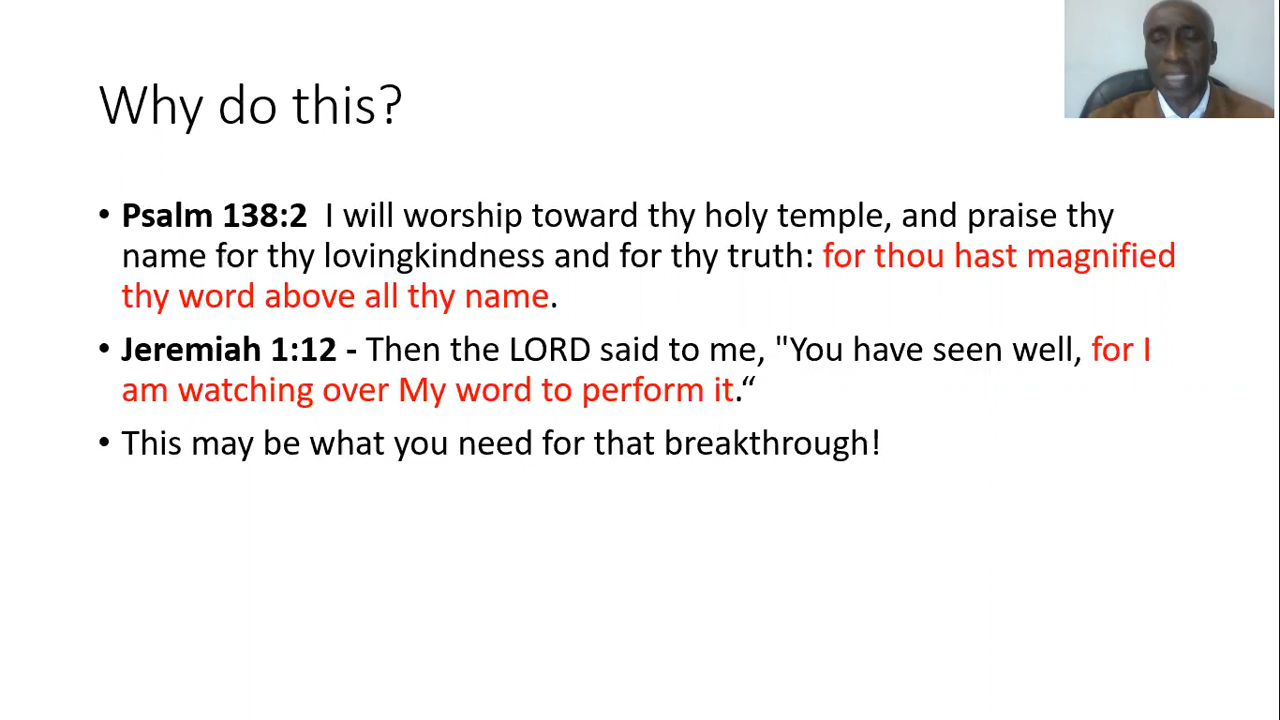 Why do this?
• Psalm 138:2  I will worship toward thy holy temple, and praise thy
name for thy lovingkindness and for thy truth: for thou hast magnified
thy word above all thy name.
• Jeremiah 1:12 - Then the LORD said to me, "You have seen well, for I
am watching over My word to perform it.“
• This may be what you need for that breakthrough!